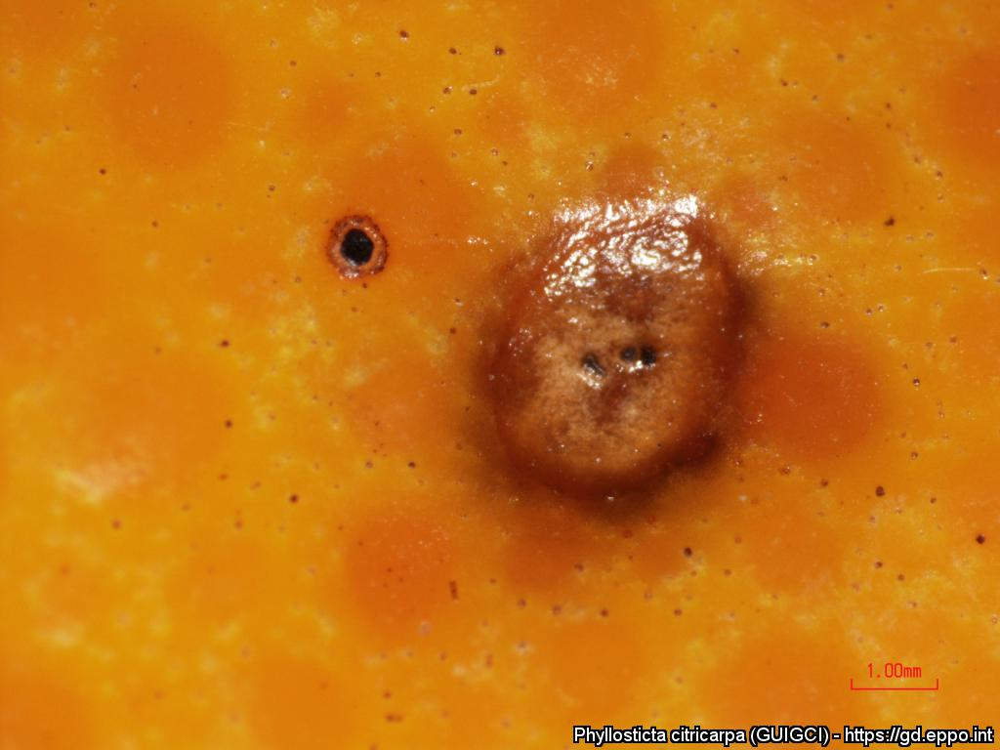 1.00mm
Phyllosticta citricarpa (GUIGCI) - https://gd.eppo.int